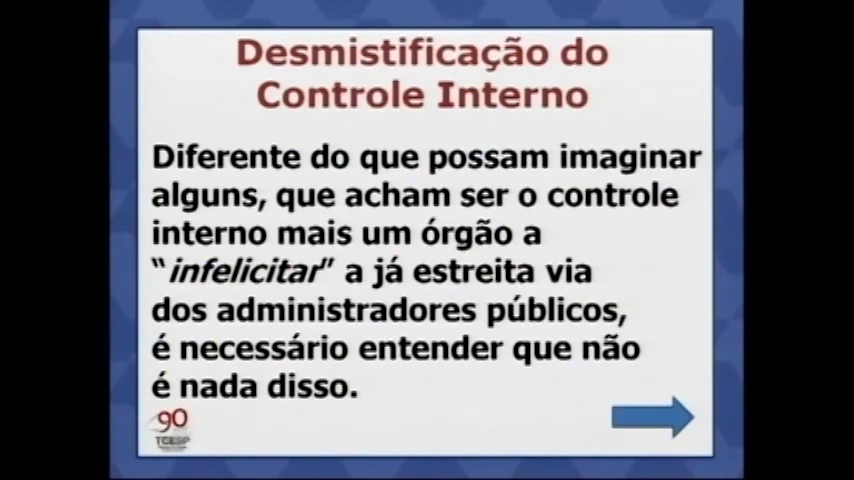 Desmistificação do
Controle Interno
Diferente do que possam imaginar
alguns, que acham ser o controle
interno mais um órgão a
“infelicitar” a já estreita via
dos administradores públicos,
é necessário entender que não
é nada disso.
90
TCESP